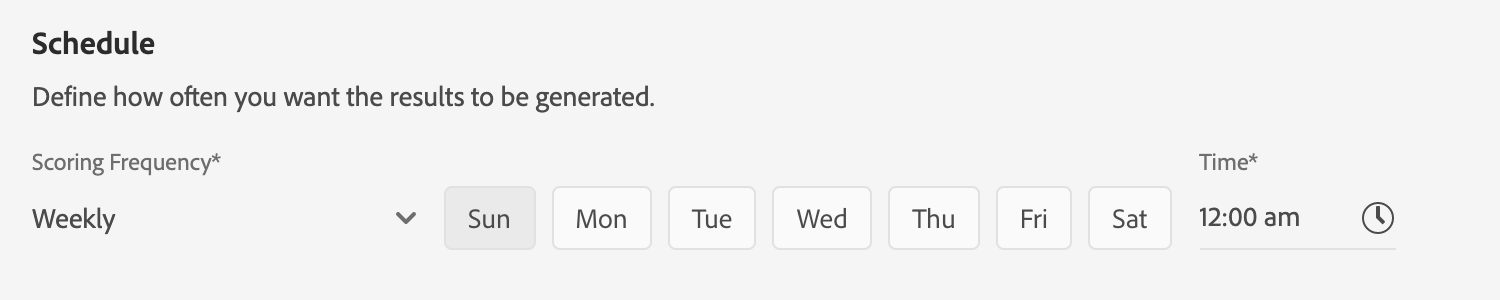 Schedule
Define how often you want the results to be generated.
Scoring Frequency*
Time*
Weekly Sun Mon Tue Wed Thu Fri Sat 12:00 am